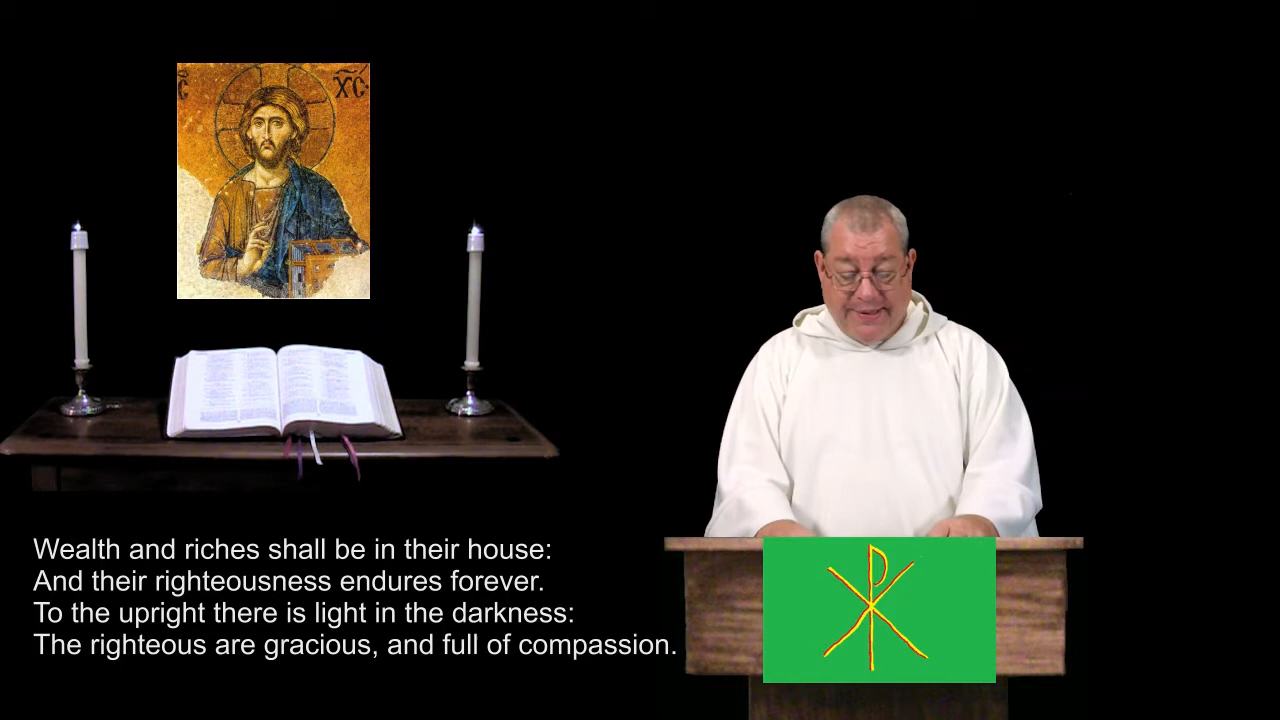 ΧC
Wealth and riches shall be in their house:
And their righteousness endures forever.
To the upright there is light in the darkness:
The righteous are gracious, and full of compassion.